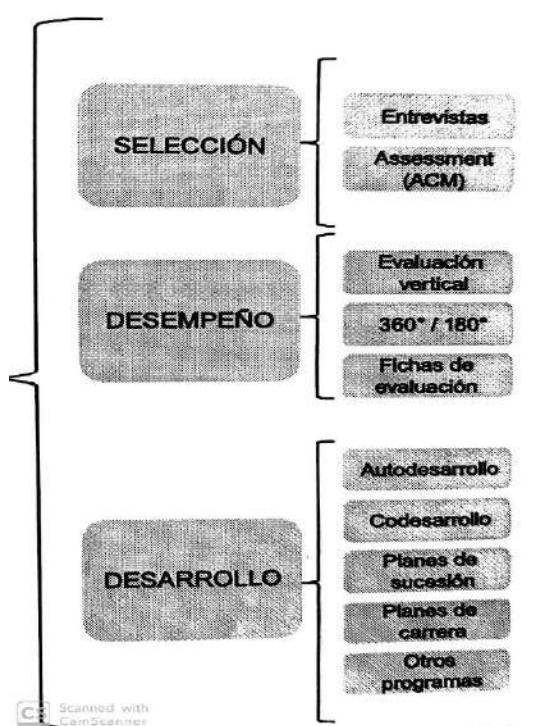 SELECCIÓN
Entrevistas
Assessment
(ACM)
DESEMPEÑO
Evaluación
vertical
360° / 180°
Fichas de
evaluación
DESARROLLO
Autodesarrollo
Codesarrollo
Planes de
sucesión
Planes de
carrera
Otros
programas
CS Scanned with
CamScanner